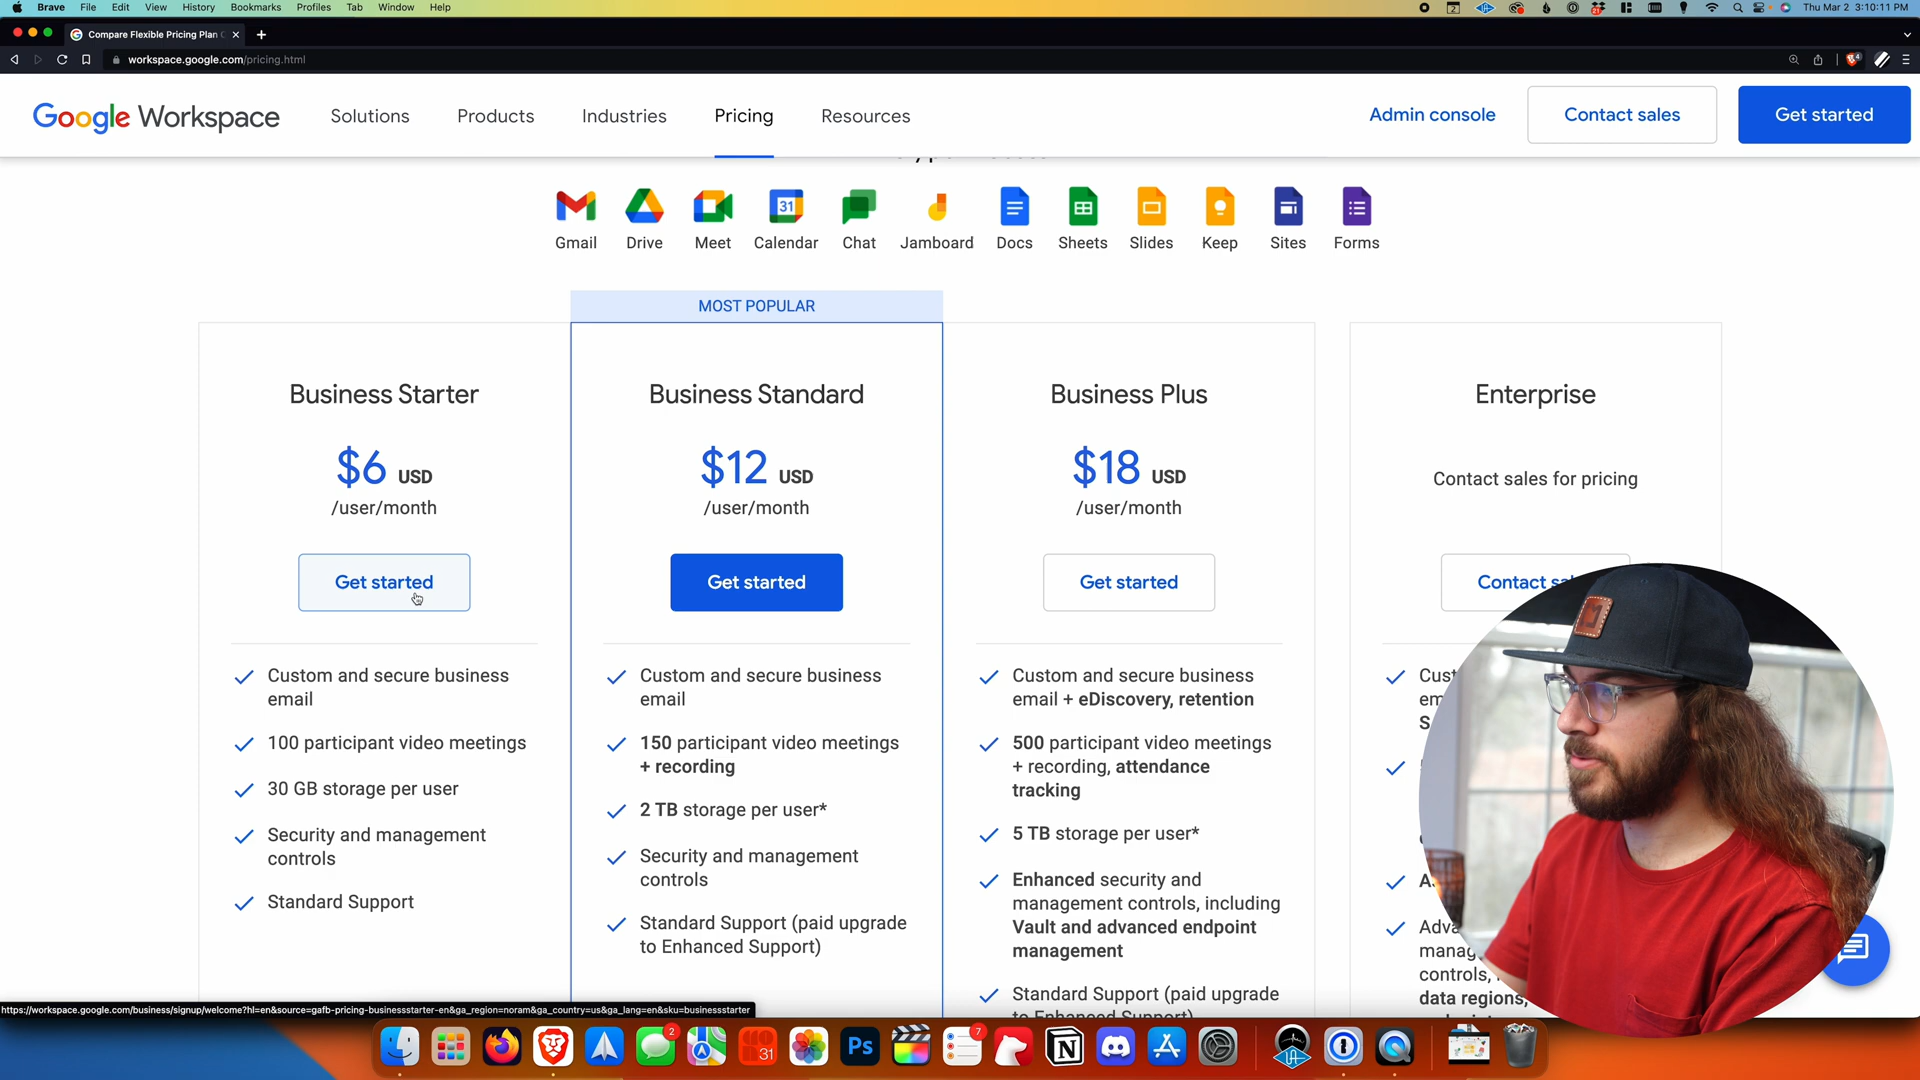 Brave File Edit View History Bookmarks Profiles Tab Window Help
Thu Mar 2 3:10:11 PM
Compare Flexible Pricing Plan
workspace.google.com/pricing.html
Google Workspace Solutions Products Industries Pricing Resources Admin console Contact sales Get started
Gmail Drive Meet Calendar Chat Jamboard Docs Sheets Slides Keep Sites Forms
MOST POPULAR
Business Starter
$6 USD
/user/month
Get started
Custom and secure business
email
100 participant video meetings
30 GB storage per user
Security and management
controls
Standard Support
Business Standard
$12 USD
/user/month
Get started
Custom and secure business
email
150 participant video meetings
+ recording
2 TB storage per user*
Security and management
controls
Standard Support (paid upgrade
to Enhanced Support)
Business Plus
$18 USD
/user/month
Get started
Custom and secure business
email + eDiscovery, retention
500 participant video meetings
+ recording, attendance
tracking
5 TB storage per user*
Enhanced security and
management controls, including
Vault and advanced endpoint
management
Standard Support (paid upgrade
to Enhanced Support)
Enterprise
Contact sales for pricing
Contact
controls,
data regions,
https://workspace.google.com/business/signup/welcome?hl=en&source=gafb-pricing-businessstarter-en&ga_region=noram&ga_country=us&ga_lang=en&sku=businessstarter